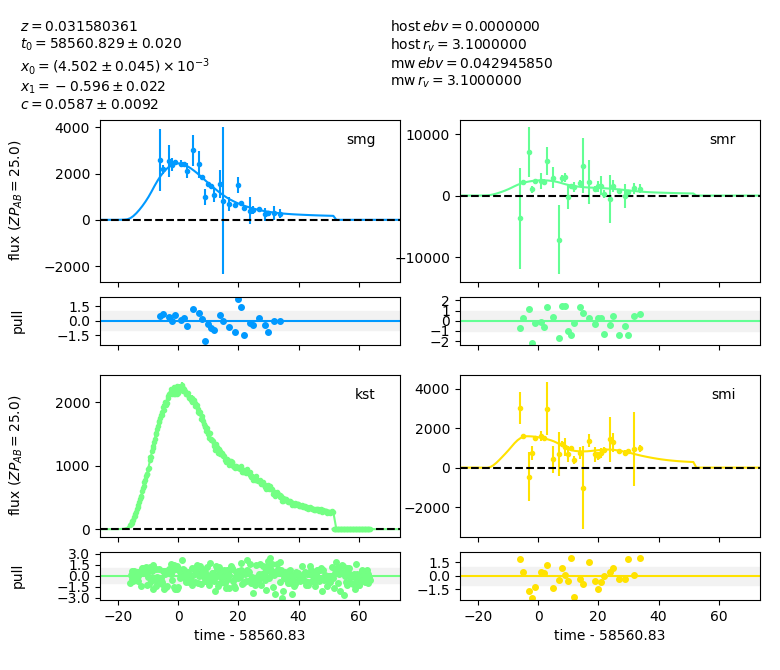 z = 0.031580361
t₀ = 58560.829 ± 0.020
x₀ = (4.502 ± 0.045) × 10⁻³
x₁ = −0.596 ± 0.022
c = 0.0587 ± 0.0092
host ebv = 0.0000000
host r_v = 3.1000000
mw ebv = 0.042945850
mw r_v = 3.1000000
smg
4000
2000
0
−2000
flux (ZP_AB = 25.0)
1.5
0.0
−1.5
pull
smr
10000
0
−10000
2
1
0
−1
−2
kst
2000
1000
0
flux (ZP_AB = 25.0)
3.0
1.5
0.0
−1.5
−3.0
pull
−20 0 20 40 60
time - 58560.83
smi
4000
2000
0
−2000
1.5
0.0
−1.5
−20 0 20 40 60
time - 58560.83